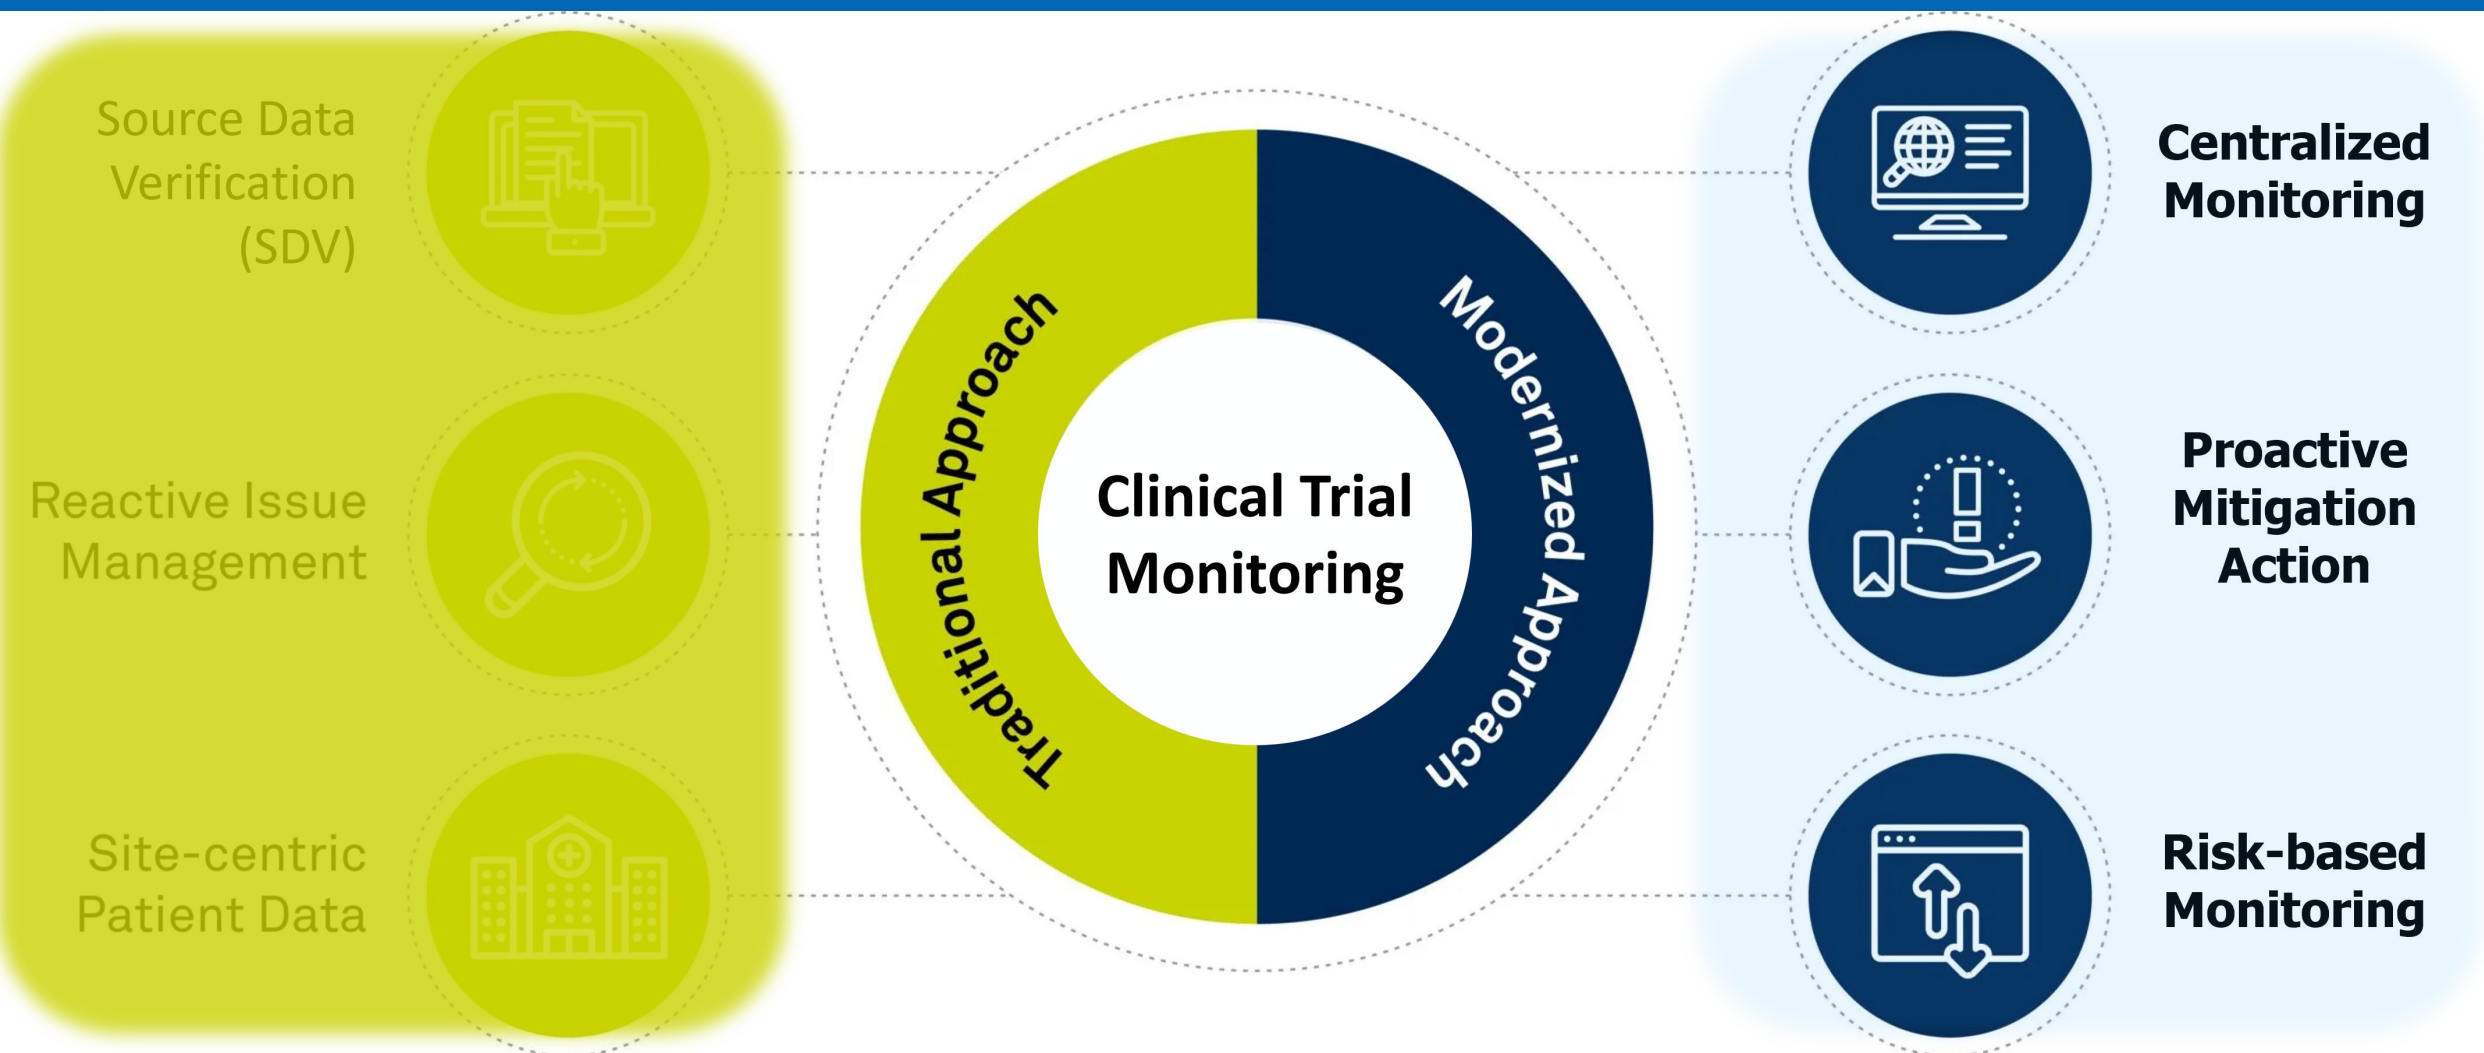 Source Data
Verification
(SDV)
Reactive Issue
Management
Site-centric
Patient Data
Traditional Approach
Clinical Trial
Monitoring
Modernized Approach
Centralized
Monitoring
Proactive
Mitigation
Action
Risk-based
Monitoring